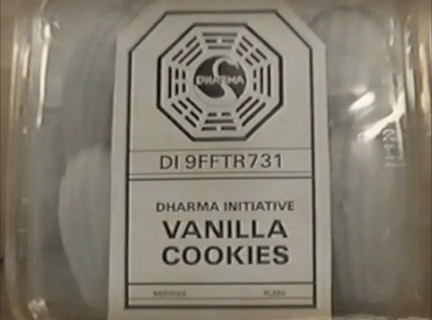 DHARMA
DI 9FFTR731
DHARMA INITIATIVE
VANILLA
COOKIES